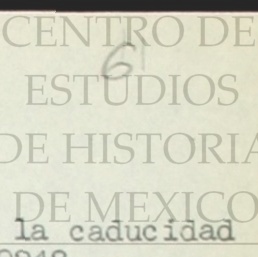 CENTRO DE
6
ESTUDIOS
DE HISTORIA
DE MEXICO
la caducidad